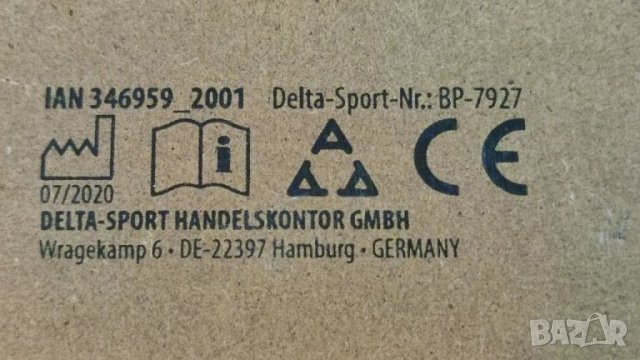 IAN 346959_2001 Delta-Sport-Nr.: BP-7927
i
CE
07/2020
DELTA-SPORT HANDELSKONTOR GMBH
Wragekamp 6 • DE-22397 Hamburg • GERMANY
BAZAR